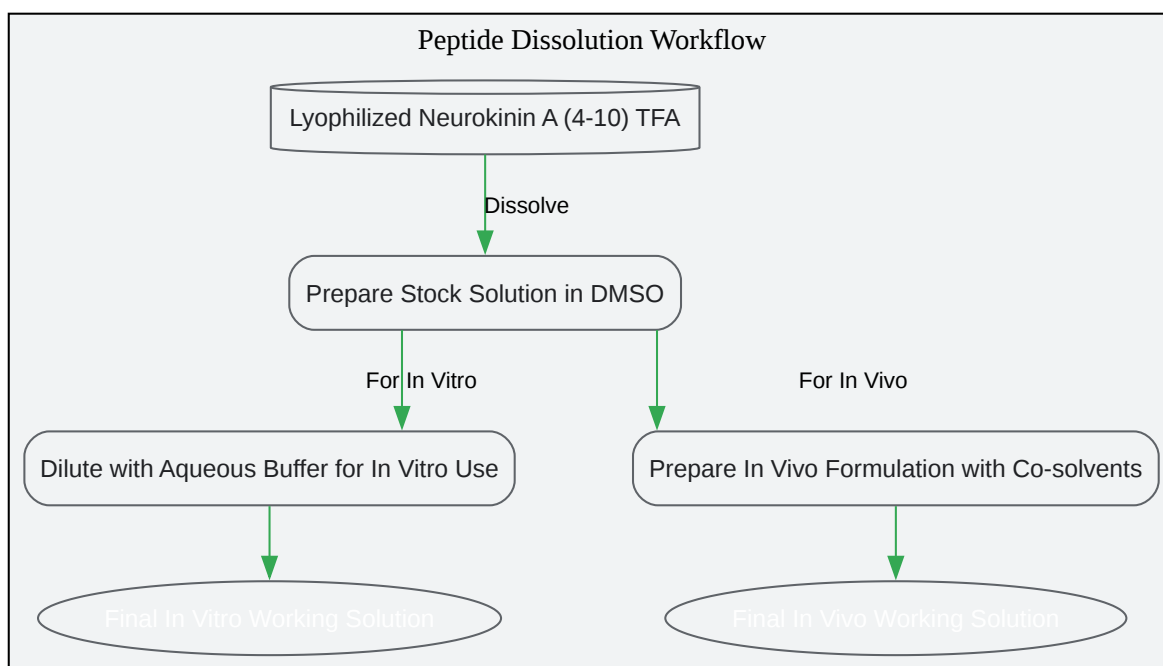 Peptide Dissolution Workflow
Lyophilized Neurokinin A (4-10) TFA
Dissolve
Prepare Stock Solution in DMSO
For In Vitro
For In Vivo
Dilute with Aqueous Buffer for In Vitro Use
Prepare In Vivo Formulation with Co-solvents
Final In Vitro Working Solution
Final In Vivo Working Solution